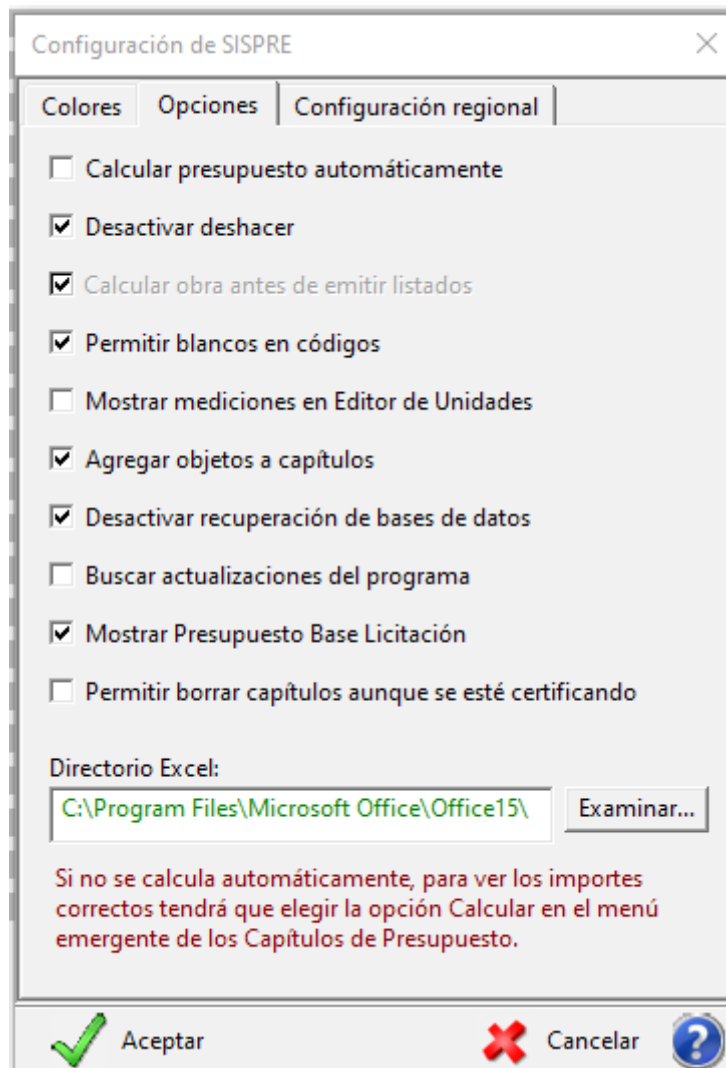 Configuración de SISPRE
Colores Opciones Configuración regional
Calcular presupuesto automáticamente
Desactivar deshacer
Calcular obra antes de emitir listados
Permitir blancos en códigos
Mostrar mediciones en Editor de Unidades
Agregar objetos a capítulos
Desactivar recuperación de bases de datos
Buscar actualizaciones del programa
Mostrar Presupuesto Base Licitación
Permitir borrar capítulos aunque se esté certificando
Directorio Excel:
C:\Program Files\Microsoft Office\Office15\ Examinar...
Si no se calcula automáticamente, para ver los importes
correctos tendrá que elegir la opción Calcular en el menú
emergente de los Capítulos de Presupuesto.
Aceptar Cancelar ?